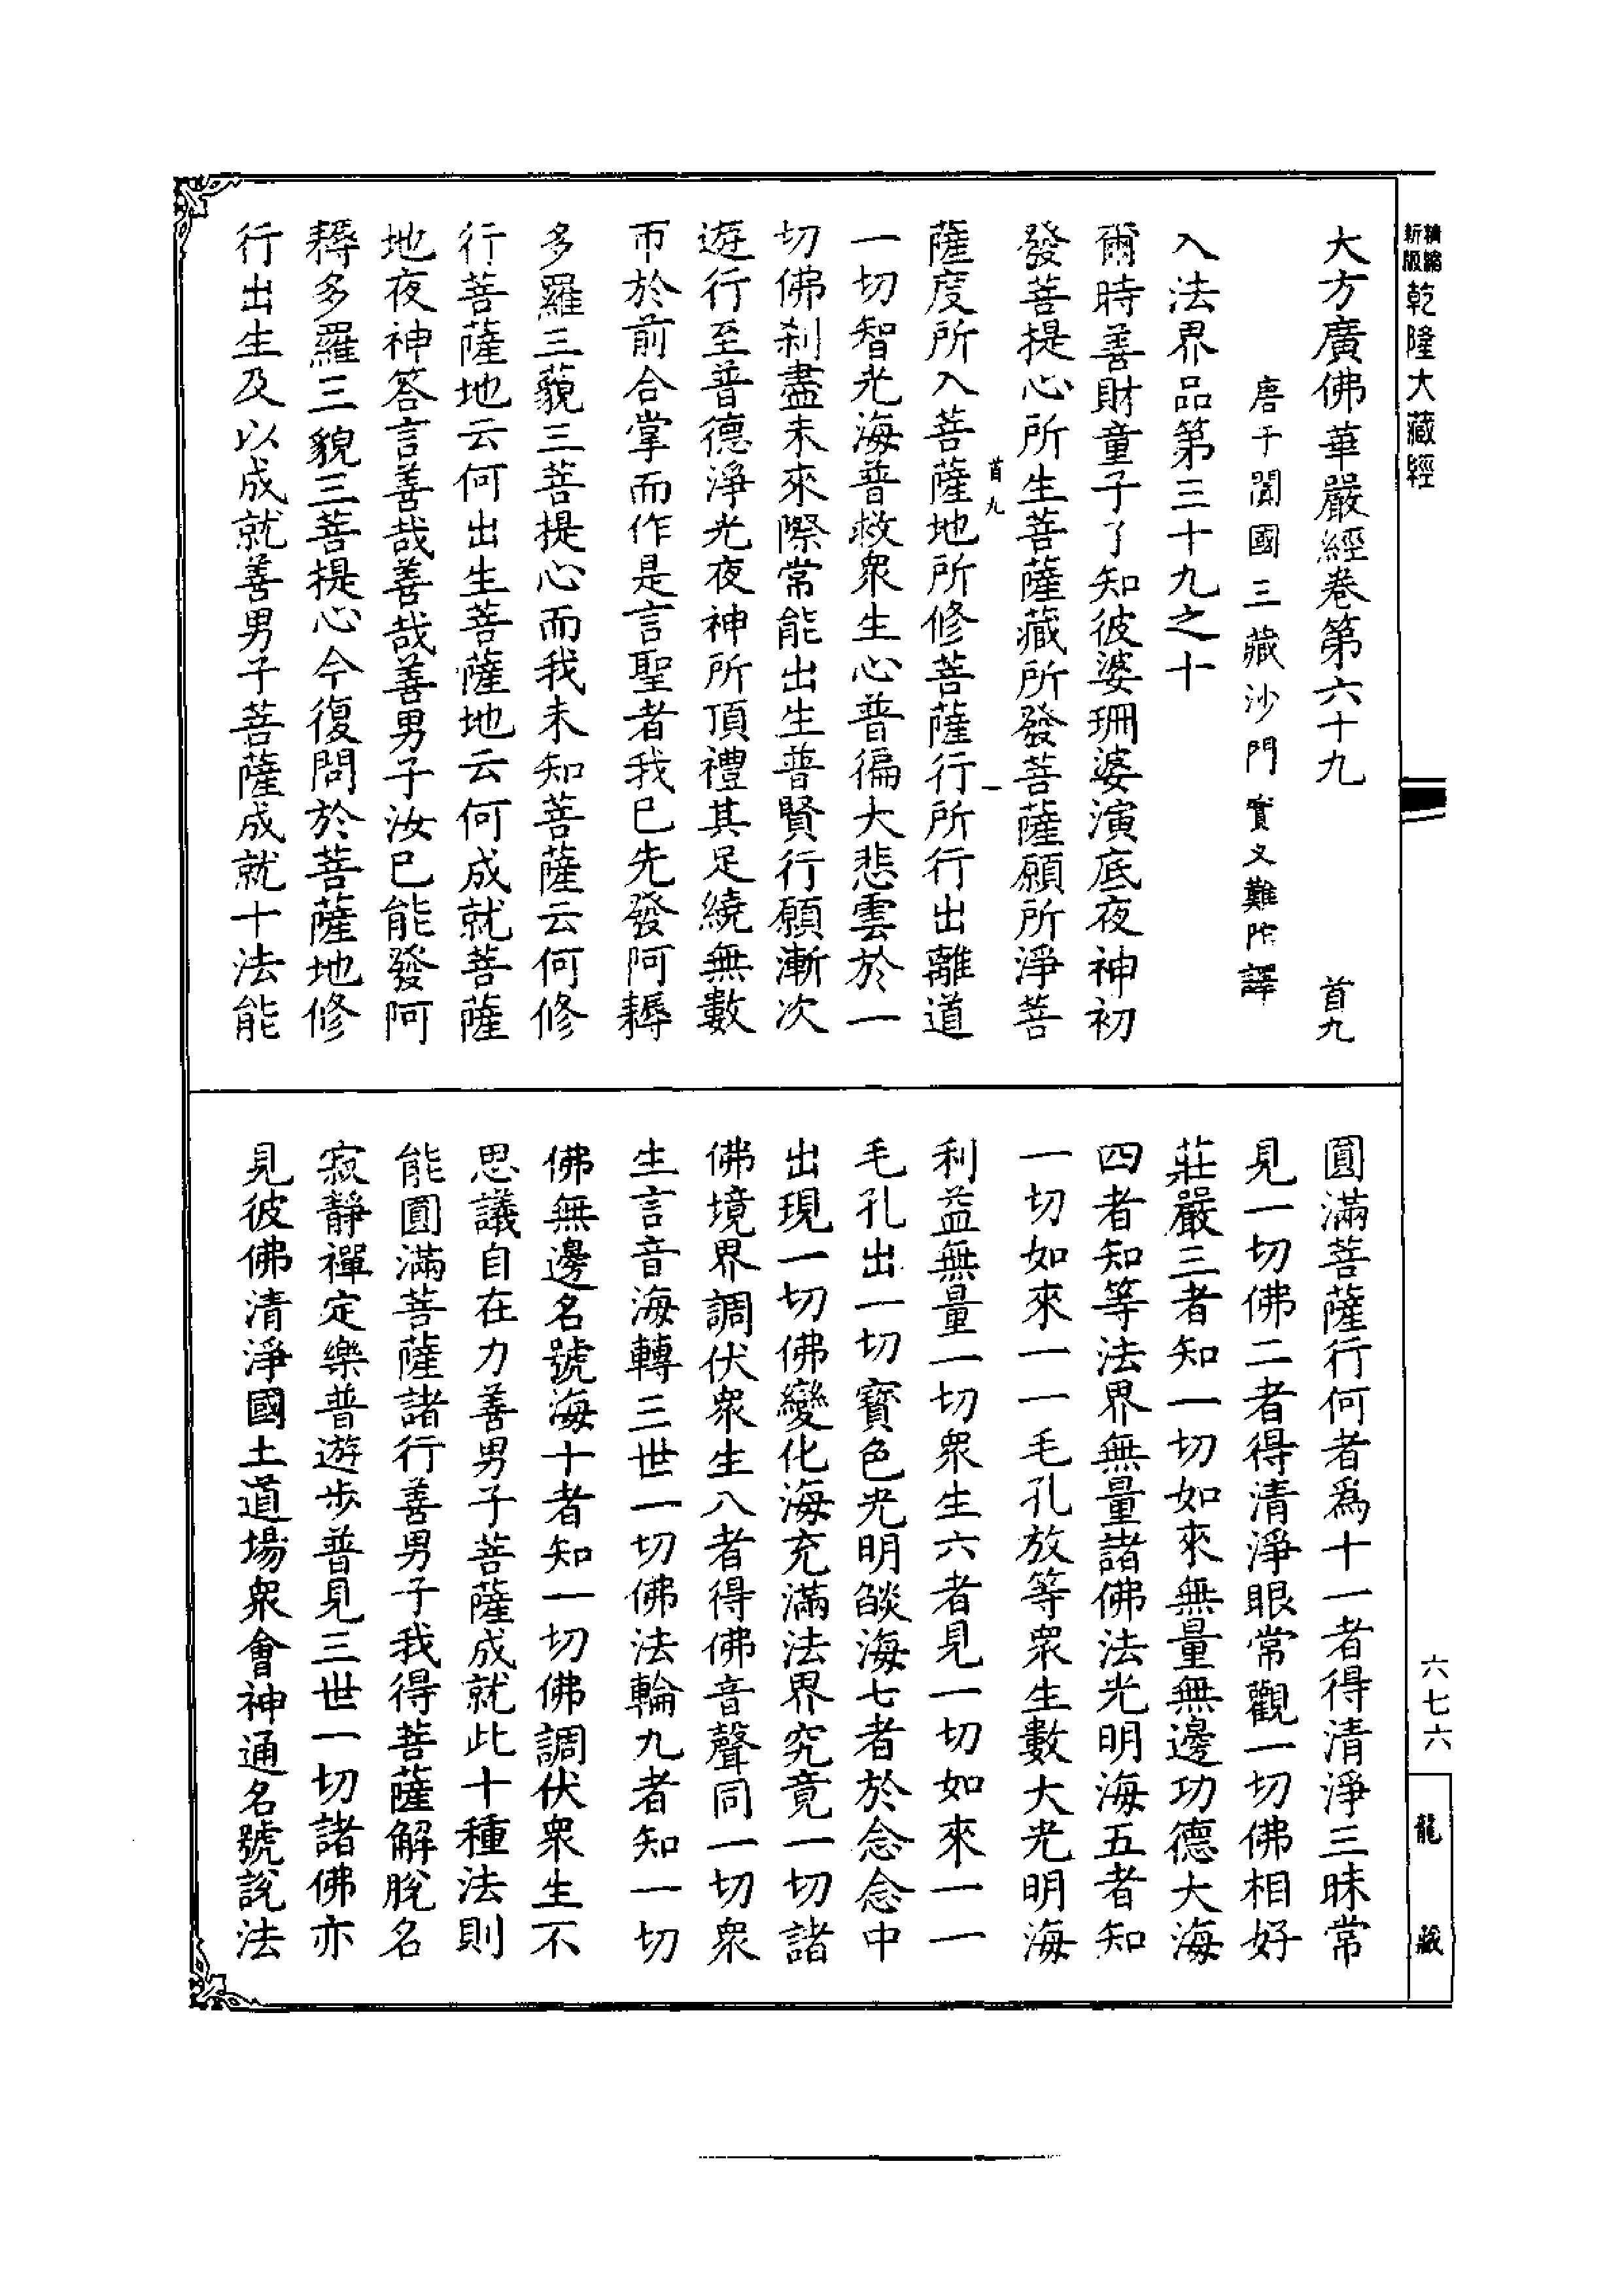 新版精縮乾隆大藏經
大方廣佛華嚴經卷第六十九 首九
唐于闐國三藏沙門實叉難陀譯
入法界品第三十九之十
爾時善財童子了知彼婆珊婆演底夜神初
發菩提心所生菩薩藏所發菩薩願所淨菩
首九 一
薩度所入菩薩地所修菩薩行所行出離道
一切智光海普救衆生心普徧大悲雲於一
切佛刹盡未來際常能出生普賢行願漸次
遊行至普德淨光夜神所頂禮其足繞無數
帀於前合掌而作是言聖者我已先發阿耨
多羅三藐三菩提心而我未知菩薩云何修
行菩薩地云何出生菩薩地云何成就菩薩
地夜神答言善哉善哉善男子汝已能發阿
耨多羅三貌三菩提心今復問於菩薩地修
行出生及以成就善男子菩薩成就十法能
圓滿菩薩行何者爲十一者得清淨三昧常
見一切佛二者得清淨眼常觀一切佛相好
莊嚴三者知一切如來無量無邊功德大海
四者知等法界無量諸佛法光明海五者知
一切如來一一毛孔放等衆生數大光明海
利益無量一切衆生六者見一切如來一一
毛孔出一切寶色光明燄海七者於念念中
出現一切佛變化海充滿法界究竟一切諸
佛境界調伏衆生八者得佛音聲同一切衆
生言音海轉三世一切佛法輪九者知一切
佛無邊名號海十者知一切佛調伏衆生不
思議自在力善男子菩薩成就此十種法則
能圓滿菩薩諸行善男子我得菩薩解脫名
寂靜禪定樂普遊步普見三世一切諸佛亦
見彼佛清淨國土道場衆會神通名號說法
六七六
龍藏